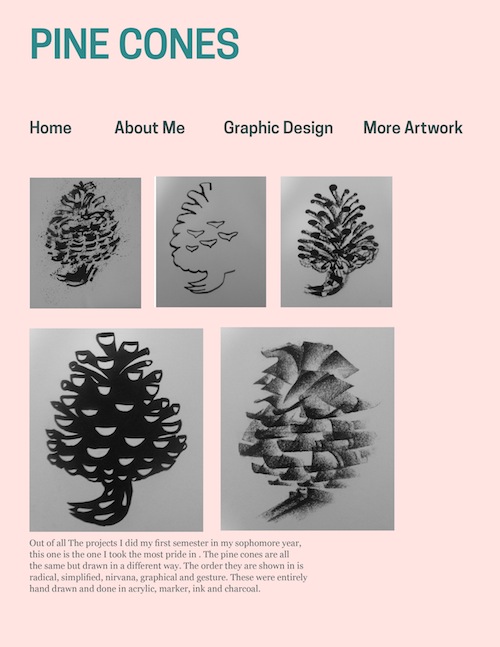 PINE CONES
Home About Me Graphic Design More Artwork
Out of all The projects I did my first semester in my sophomore year,
this one is the one I took the most pride in . The pine cones are all
the same but drawn in a different way. The order they are shown in is
radical, simplified, nirvana, graphical and gesture. These were entirely
hand drawn and done in acrylic, marker, ink and charcoal.